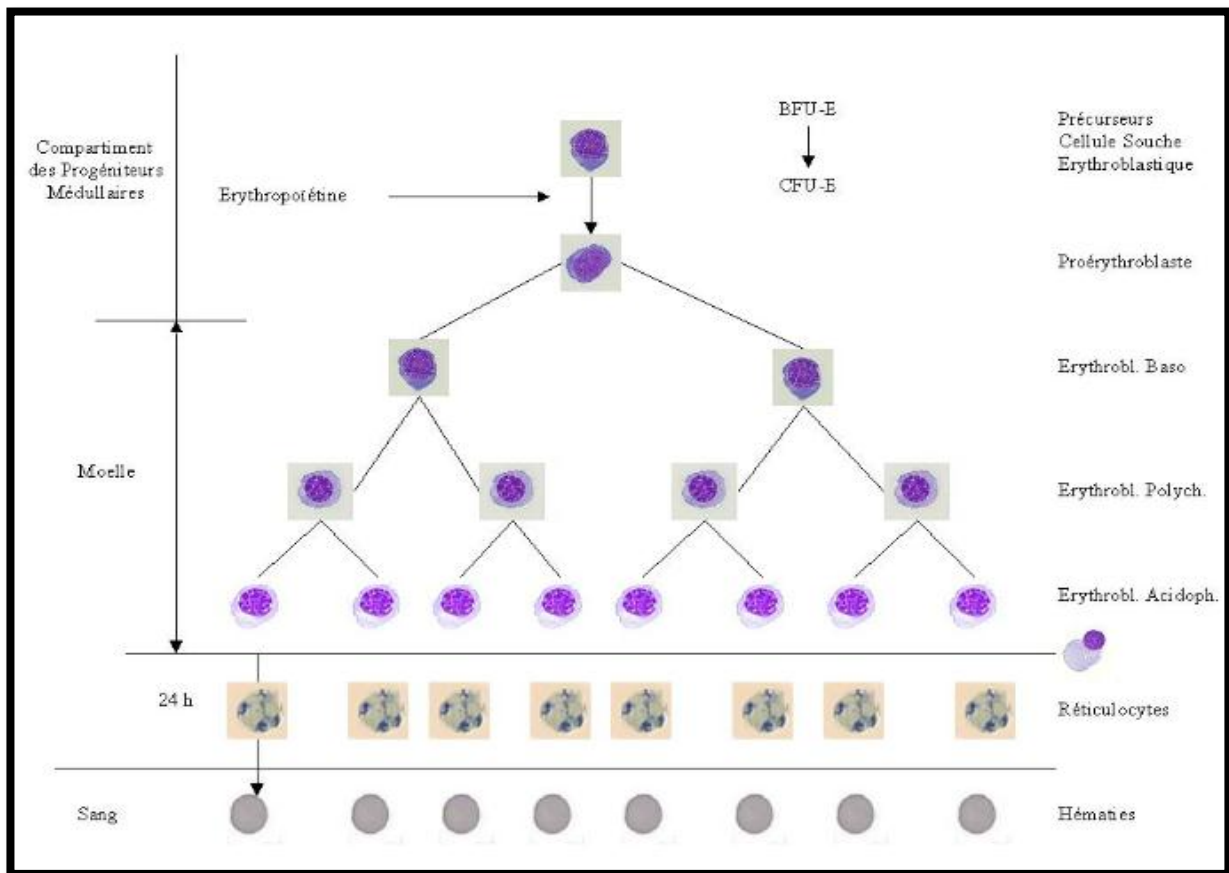 Compartiment
des Progéniteurs
Médullaires
Erythropoïétine
BFU-E
CFU-E
Précurseurs
Cellule Souche
Erythroblastique
Proérythroblaste
Erythrobl. Baso
Moelle
Erythrobl. Polych.
Erythrobl. Acidoph.
24 h
Réticulocytes
Sang
Hématies